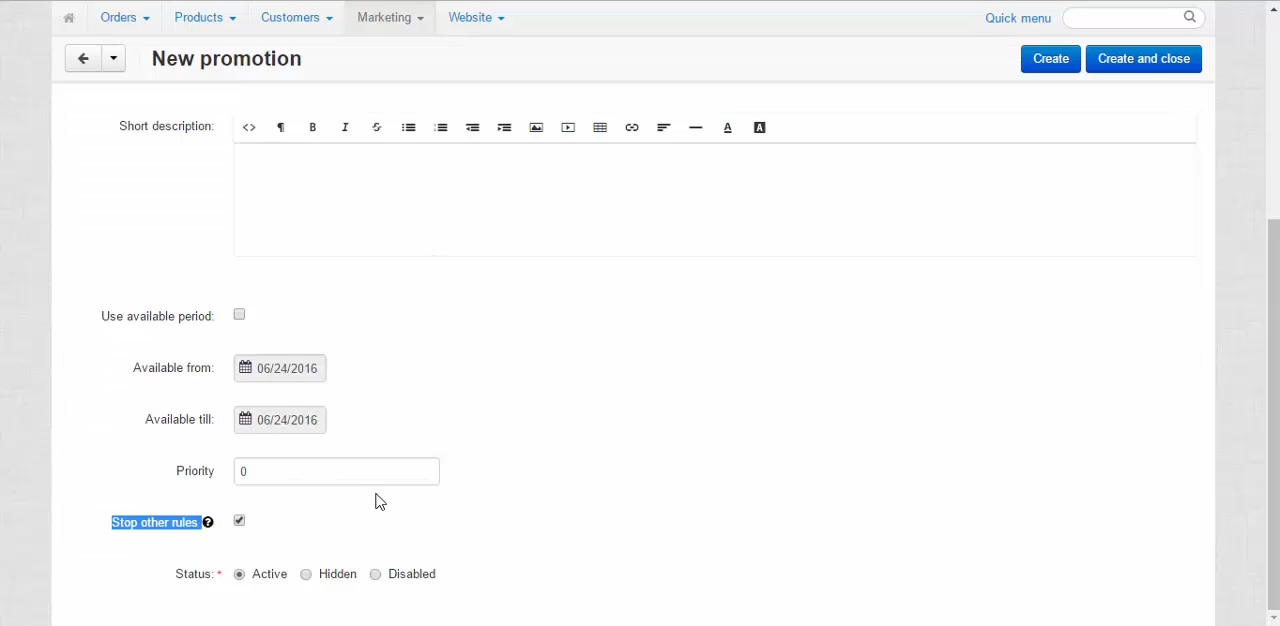 Orders Products Customers Marketing Website Quick menu
New promotion Create Create and close
Short description:
Use available period:
Available from: 06/24/2016
Available till: 06/24/2016
Priority 0
Stop other rules ?
Status: * Active Hidden Disabled